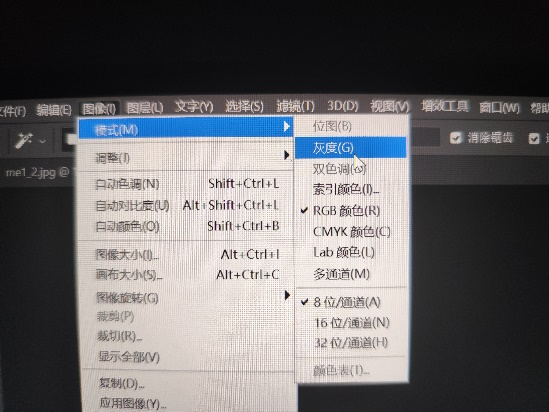 文件(F) 编辑(E) 图像(I) 图层(L) 文字(Y) 选择(S) 滤镜(T) 3D(D) 视图(V) 增效工具 窗口(W) 帮助
消除锯齿
me1_2.jpg @
模式(M)
调整(T)
自动色调(N) Shift+Ctrl+L
自动对比度(U) Alt+Shift+Ctrl+L
自动颜色(O) Shift+Ctrl+B
图像大小(I)... Alt+Ctrl+I
画布大小(S)... Alt+Ctrl+C
图像旋转(G)
裁剪(P)
裁切(R)...
显示全部(V)
复制(D)...
应用图像(Y)...
位图(B)
灰度(G)
双色调(D)
索引颜色(I)...
RGB 颜色(R)
CMYK 颜色(C)
Lab 颜色(L)
多通道(M)
8 位/通道(A)
16 位/通道(N)
32 位/通道(H)
颜色表(T)...